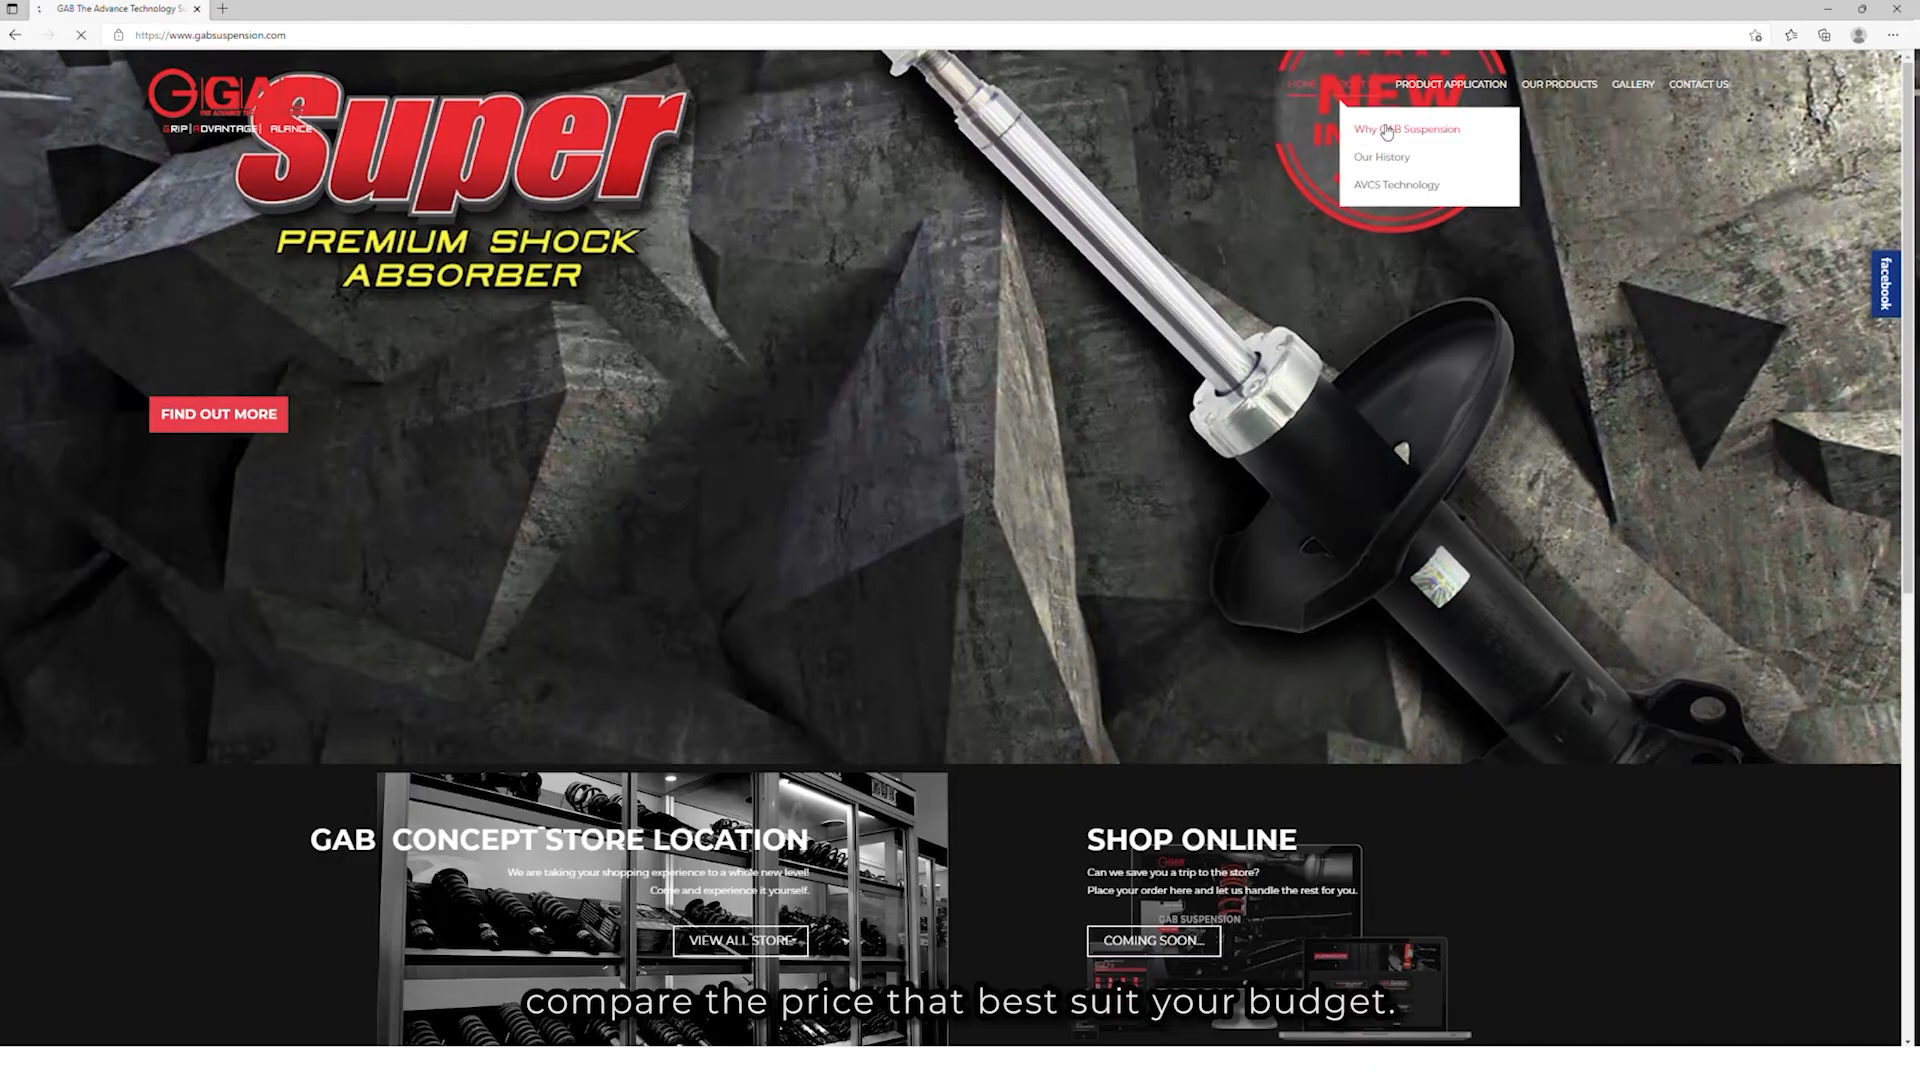 GAB The Advance Technology Su
https://www.gabsuspension.com
GGA
GRIP|ADVANTAGE| ALANCE
Super
PREMIUM SHOCK
ABSORBER
FIND OUT MORE
HOME
PRODUCT APPLICATION
OUR PRODUCTS
GALLERY
CONTACT US
NEW
Why GAB Suspension
Our History
AVCS Technology
facebook
GAB CONCEPT STORE LOCATION
We are taking your shopping experience to a whole new level!
Come and experience it yourself.
VIEW ALL STORE
SHOP ONLINE
Can we save you a trip to the store?
Place your order here and let us handle the rest for you.
GAB SUSPENSION
COMING SOON...
compare the price that best suit your budget.